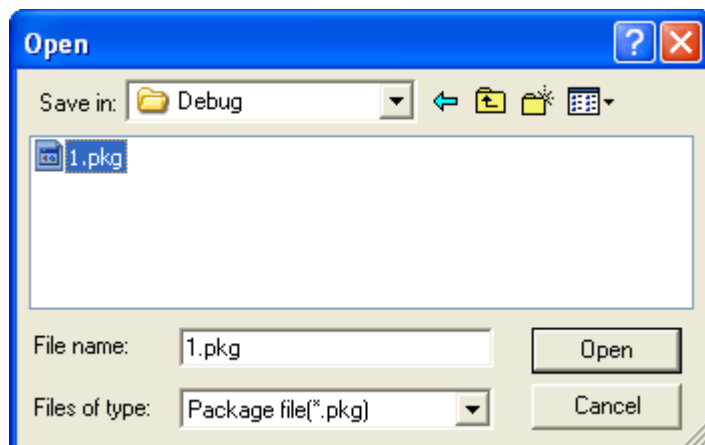 Open
Save in: Debug
1.pkg
File name: 1.pkg Open
Files of type: Package file(*.pkg) Cancel